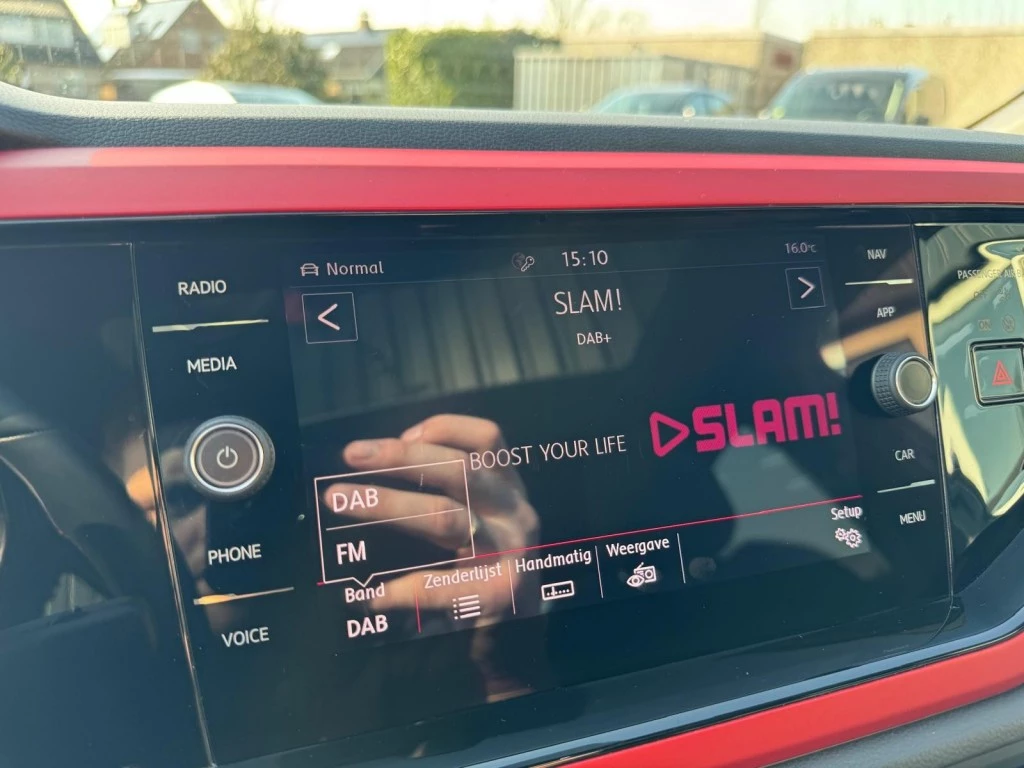 RADIO
MEDIA
PHONE
VOICE
Normal
15:10
16.0°C
SLAM!
DAB+
BOOST YOUR LIFE
SLAM!
DAB
FM
Band
DAB
Zenderlijst
Handmatig
Weergave
Setup
NAV
APP
CAR
MENU
PASSENGER